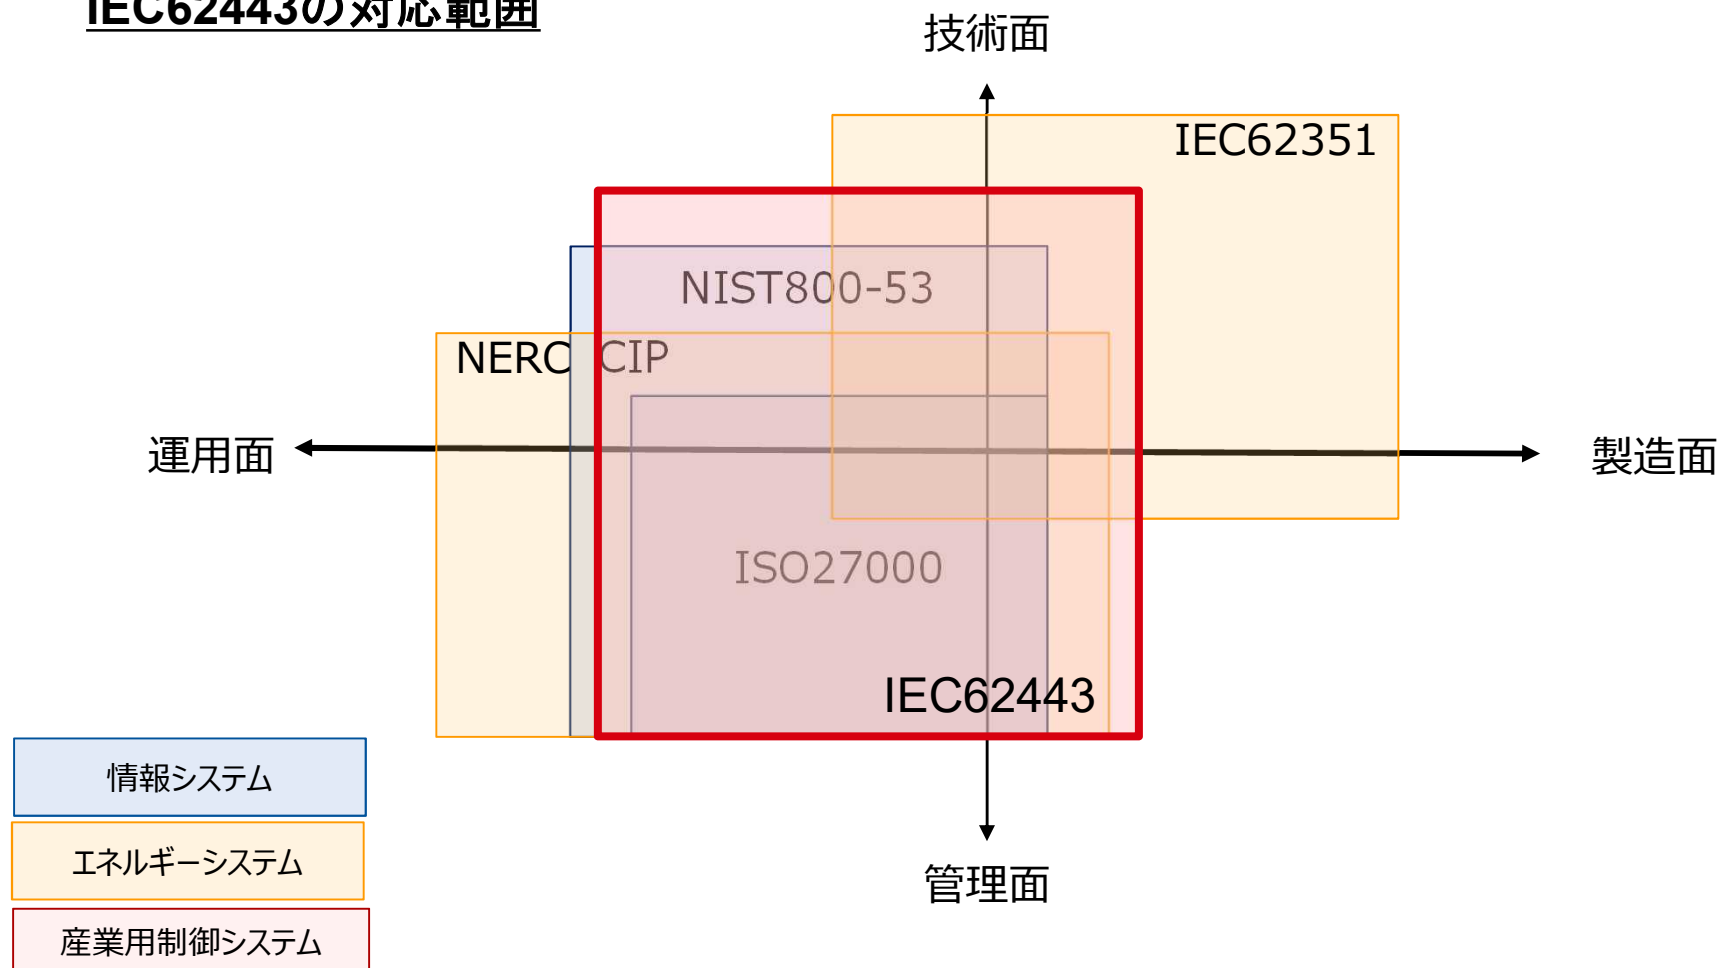 IEC62443の対応範囲
技術面
IEC62351
NIST800-53
NERC CIP
運用面
製造面
ISO27000
IEC62443
情報システム
エネルギーシステム
管理面
産業用制御システム